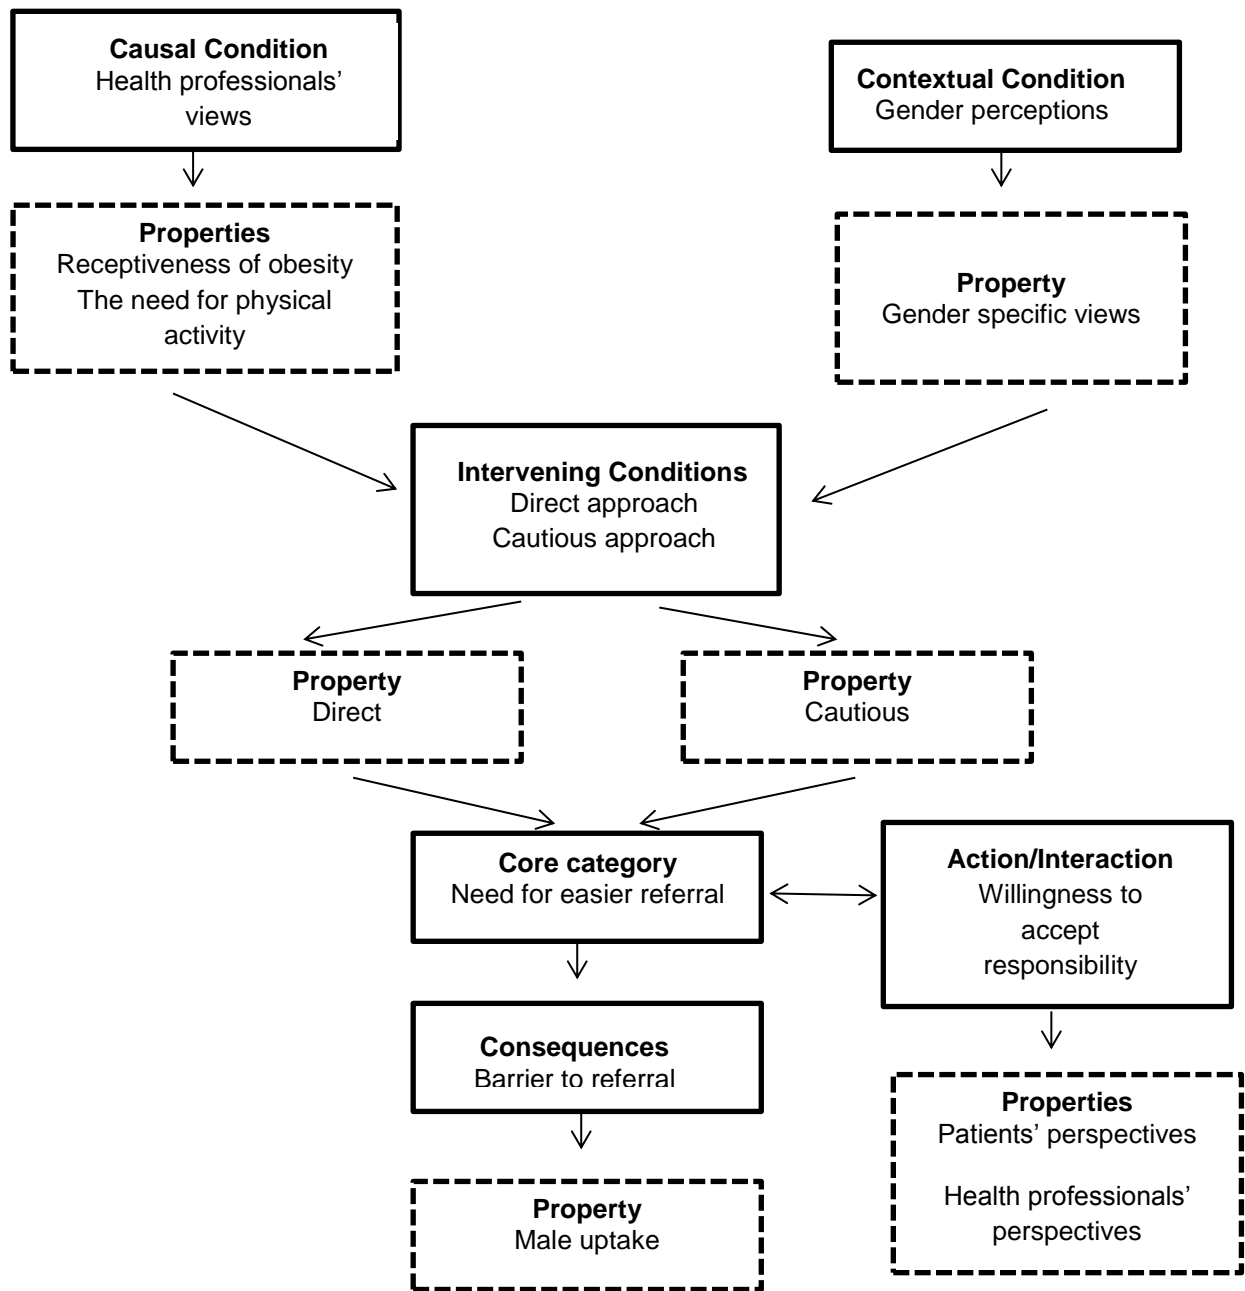 Causal Condition
Health professionals’
views
Contextual Condition
Gender perceptions
Properties
Receptiveness of obesity
The need for physical
activity
Property
Gender specific views
Intervening Conditions
Direct approach
Cautious approach
Property
Direct
Property
Cautious
Core category
Need for easier referral
Action/Interaction
Willingness to
accept
responsibility
Consequences
Barrier to referral
Properties
Patients’ perspectives
Health professionals’
perspectives
Property
Male uptake